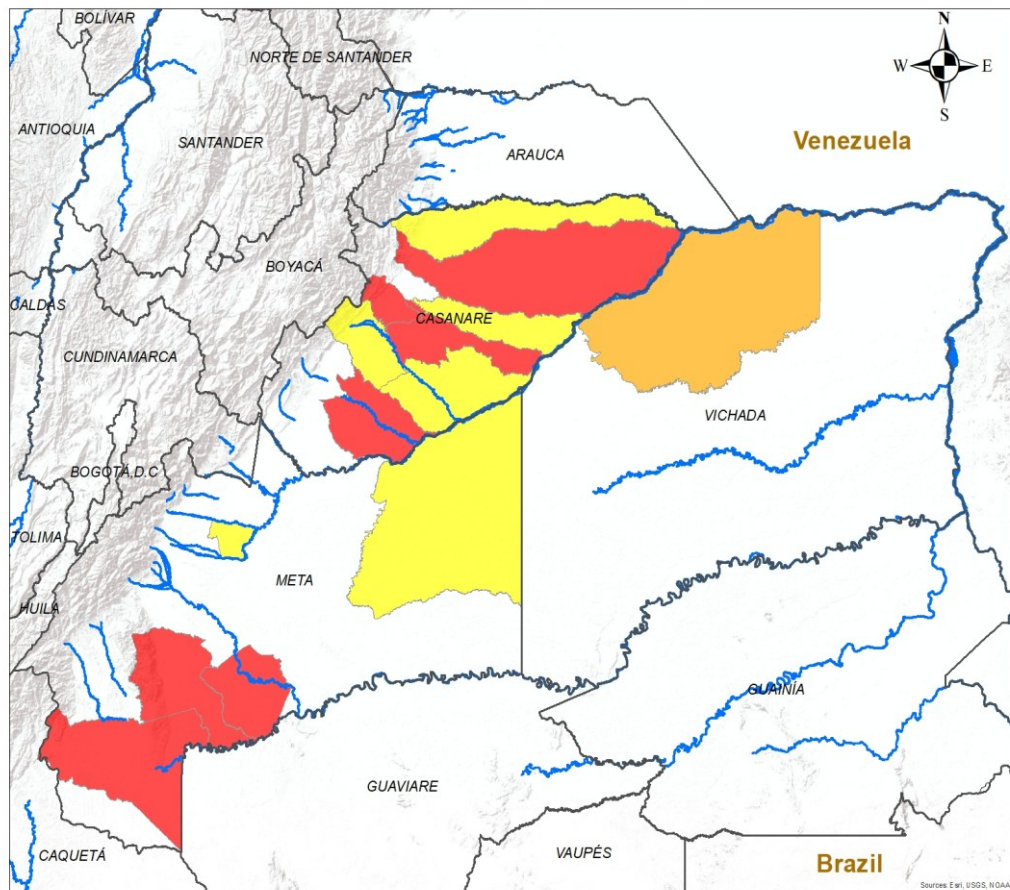 BOLÍVAR
NORTE DE SANTANDER
N
W E
S
ANTIOQUIA
SANTANDER
ARAUCA
Venezuela
BOYACÁ
CALDAS
CASANARE
CUNDINAMARCA
VICHADA
BOGOTÁ D.C
TOLIMA
META
HUILA
GUAINÍA
GUAVIARE
CAQUETÁ
VAUPÉS
Brazil
Sources: Esri, USGS, NOAA